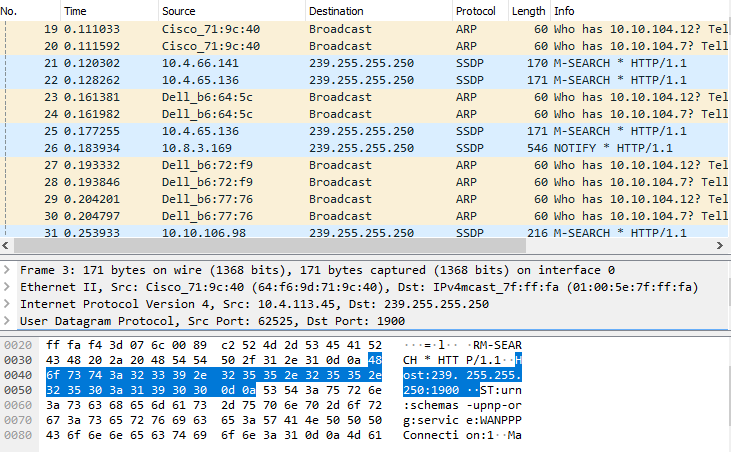 No. Time Source Destination Protocol Length Info
19 0.111033 Cisco_71:9c:40 Broadcast ARP 60 Who has 10.10.104.12? Tel
20 0.111592 Cisco_71:9c:40 Broadcast ARP 60 Who has 10.10.104.7? Tell
21 0.120302 10.4.66.141 239.255.255.250 SSDP 170 M-SEARCH * HTTP/1.1
22 0.128262 10.4.65.136 239.255.255.250 SSDP 171 M-SEARCH * HTTP/1.1
23 0.161381 Dell_b6:64:5c Broadcast ARP 60 Who has 10.10.104.12? Tel
24 0.161982 Dell_b6:64:5c Broadcast ARP 60 Who has 10.10.104.7? Tell
25 0.177255 10.4.65.136 239.255.255.250 SSDP 171 M-SEARCH * HTTP/1.1
26 0.183934 10.8.3.169 239.255.255.250 SSDP 546 NOTIFY * HTTP/1.1
27 0.193332 Dell_b6:72:f9 Broadcast ARP 60 Who has 10.10.104.12? Tel
28 0.193846 Dell_b6:72:f9 Broadcast ARP 60 Who has 10.10.104.7? Tell
29 0.204201 Dell_b6:77:76 Broadcast ARP 60 Who has 10.10.104.12? Tel
30 0.204797 Dell_b6:77:76 Broadcast ARP 60 Who has 10.10.104.7? Tell
31 0.253933 10.10.106.98 239.255.255.250 SSDP 216 M-SEARCH * HTTP/1.1
Frame 3: 171 bytes on wire (1368 bits), 171 bytes captured (1368 bits) on interface 0
Ethernet II, Src: Cisco_71:9c:40 (64:f6:9d:71:9c:40), Dst: IPv4mcast_7f:ff:fa (01:00:5e:7f:ff:fa)
Internet Protocol Version 4, Src: 10.4.113.45, Dst: 239.255.255.250
User Datagram Protocol, Src Port: 62525, Dst Port: 1900
0020 ff fa f4 3d 07 6c 00 89 c2 52 4d 2d 53 45 41 52 ···=·l·· ·RM-SEAR
0030 43 48 20 2a 20 48 54 54 50 2f 31 2e 31 0d 0a 48 CH * HTT P/1.1··H
0040 6f 73 74 3a 32 33 39 2e 32 35 35 2e 32 35 35 2e ost:239. 255.255.
0050 32 35 30 3a 31 39 30 30 0d 0a 53 54 3a 75 72 6e 250:1900 ··ST:urn
0060 3a 73 63 68 65 6d 61 73 2d 75 70 6e 70 2d 6f 72 :schemas -upnp-or
0070 67 3a 73 65 72 76 69 63 65 3a 57 41 4e 50 50 50 g:servic e:WANPPP
0080 43 6f 6e 6e 65 63 74 69 6f 6e 3a 31 0d 0a 4d 61 Connecti on:1··Ma